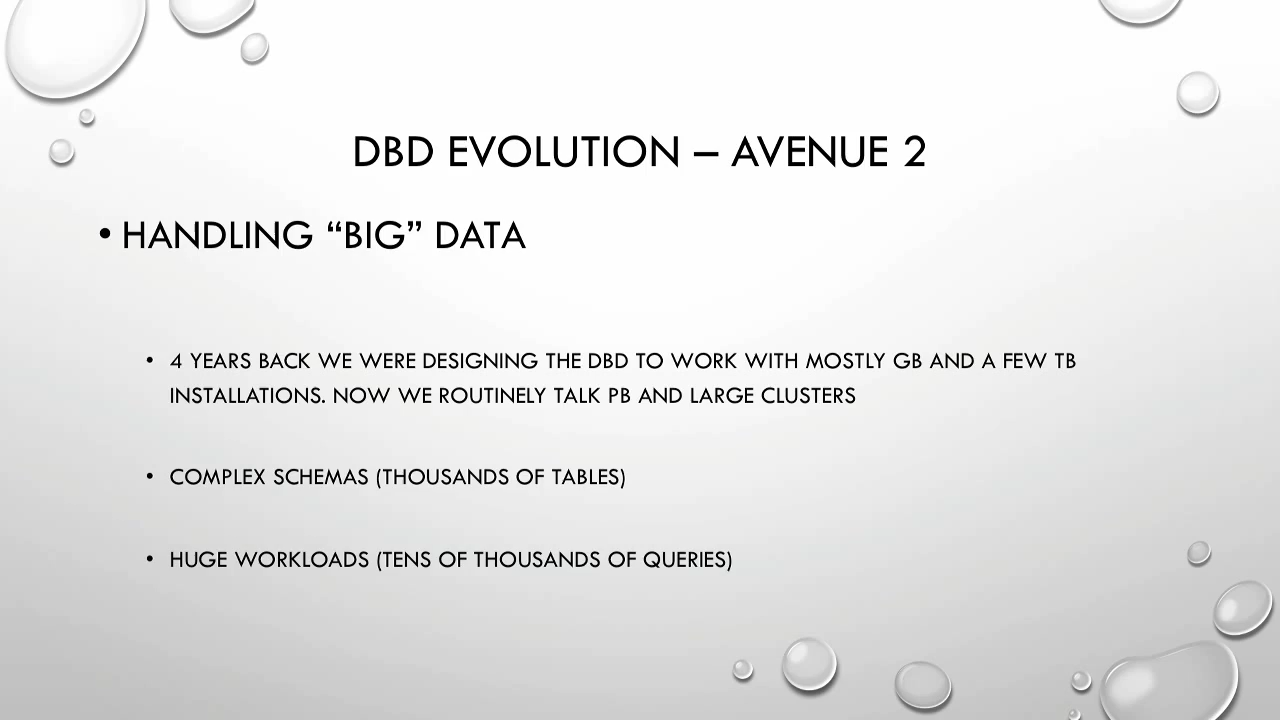 DBD EVOLUTION – AVENUE 2
• HANDLING “BIG” DATA
• 4 YEARS BACK WE WERE DESIGNING THE DBD TO WORK WITH MOSTLY GB AND A FEW TB
INSTALLATIONS. NOW WE ROUTINELY TALK PB AND LARGE CLUSTERS
• COMPLEX SCHEMAS (THOUSANDS OF TABLES)
• HUGE WORKLOADS (TENS OF THOUSANDS OF QUERIES)